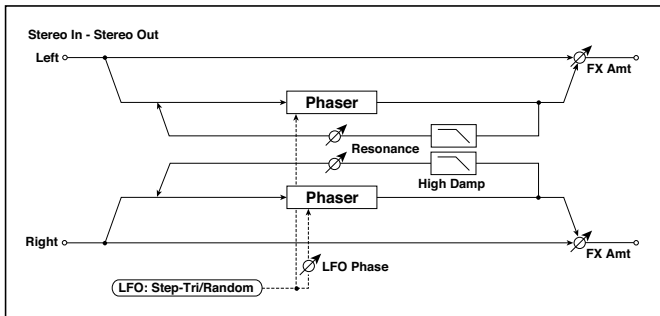 Stereo In - Stereo Out
Left
FX Amt
Phaser
Resonance
High Damp
Phaser
Right
FX Amt
LFO Phase
LFO: Step-Tri/Random